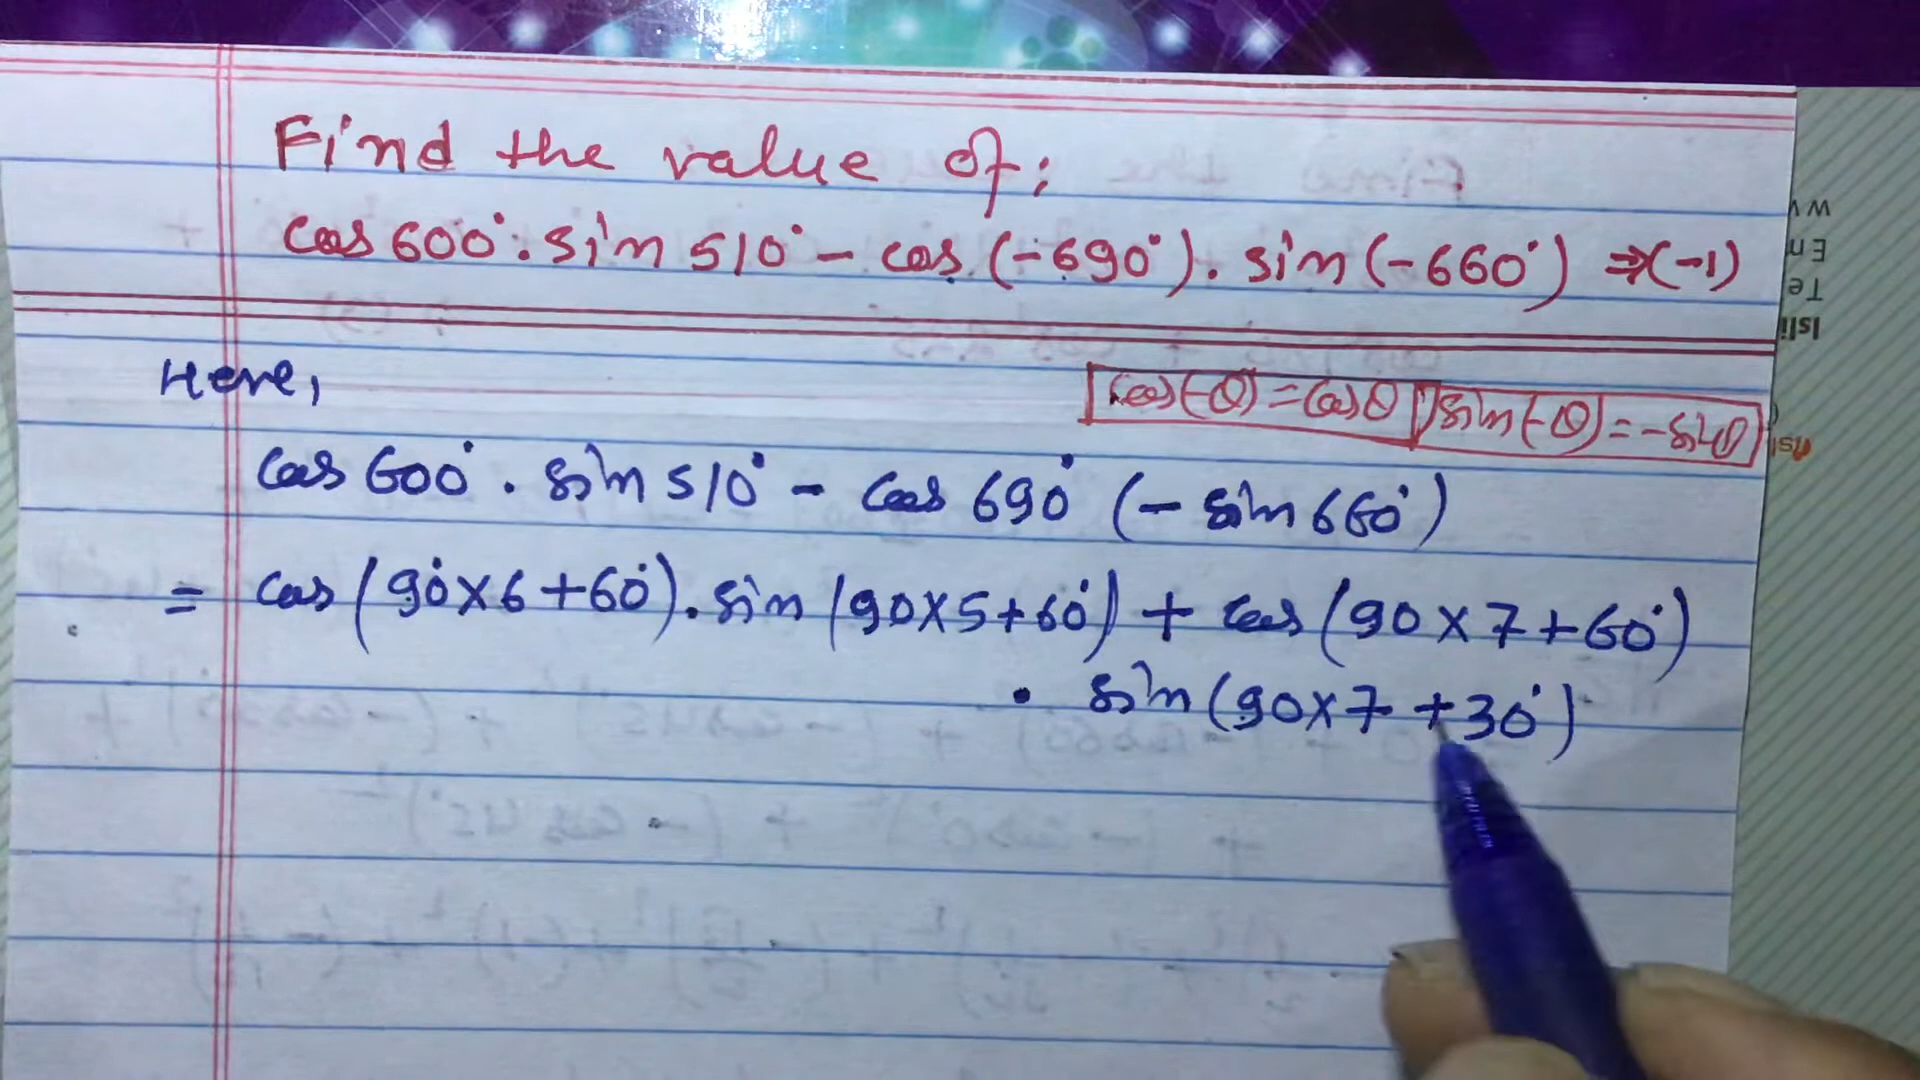 Find the value of:
cos 600° . sin 510° - cos (-690°) . sin (-660°) ⇒ (-1)
Here,
cos(-θ) = cosθ
sin(-θ) = -sinθ
cos 600° . sin 510° - cos 690° (- sin 660°)
= cos (90°×6+60°) . sin (90×5+60°) + cos (90×7+60°)
. sin (90×7+30°)